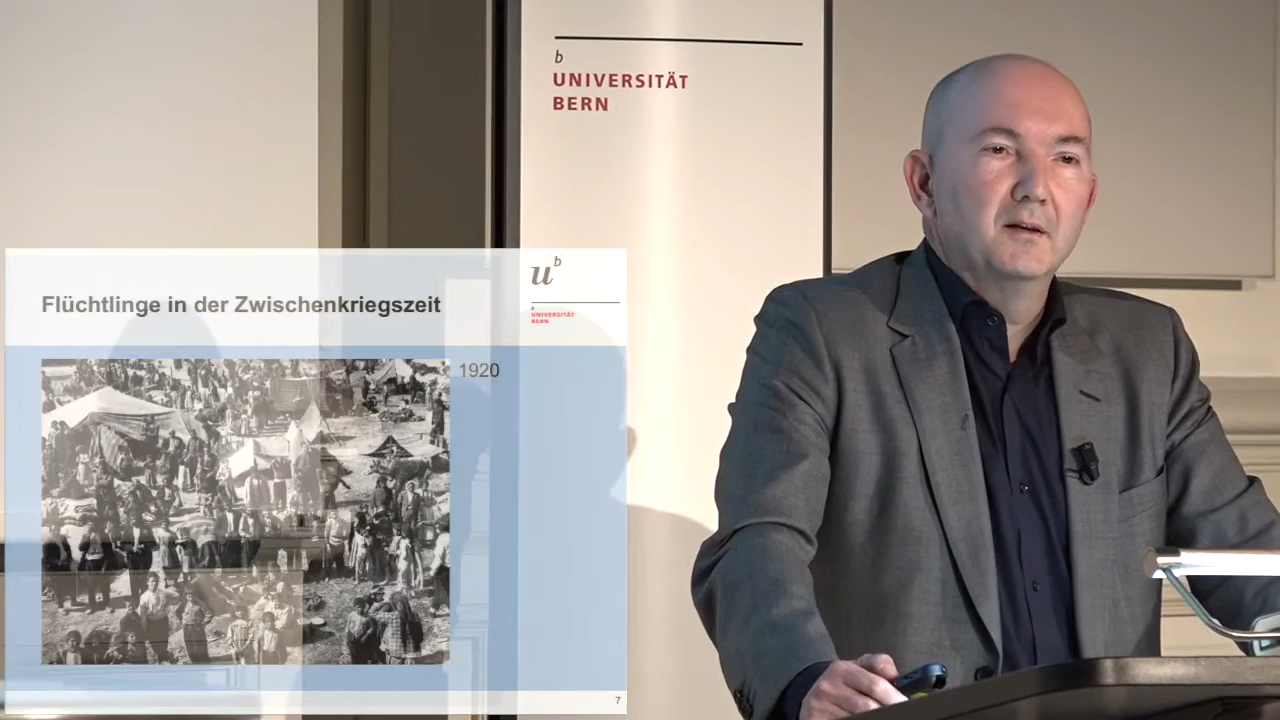 b
UNIVERSITÄT
BERN
Flüchtlinge in der Zwischenkriegszeit
u b
b
UNIVERSITÄT
BERN
1920
7